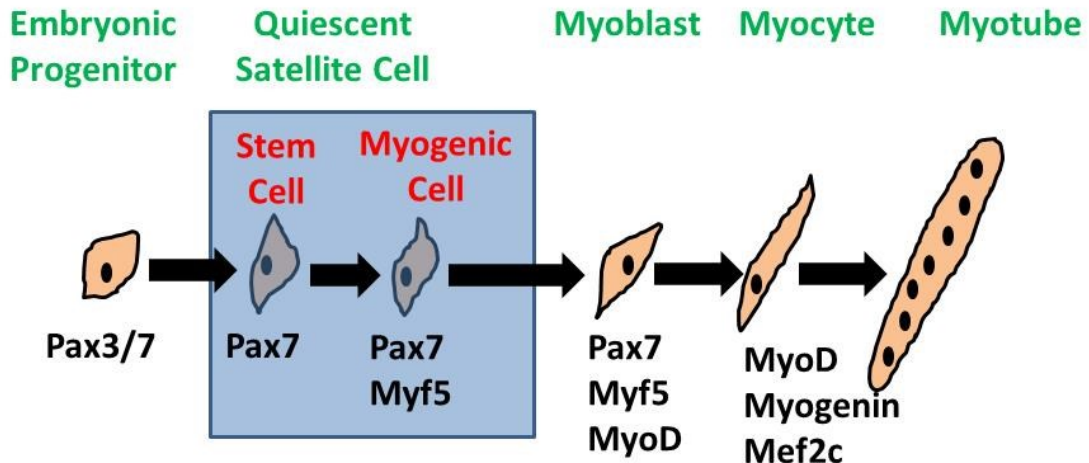 Embryonic
Progenitor
Quiescent
Satellite Cell
Myoblast
Myocyte
Myotube
Stem
Cell
Myogenic
Cell
Pax3/7
Pax7
Pax7
Myf5
Pax7
Myf5
MyoD
MyoD
Myogenin
Mef2c